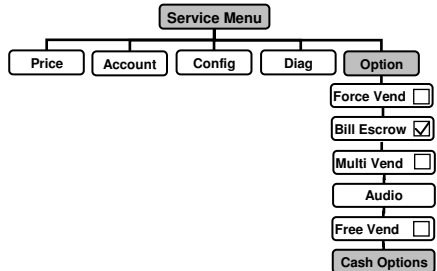 Service Menu
Price Account Config Diag Option
Force Vend
Bill Escrow
Multi Vend
Audio
Free Vend
Cash Options